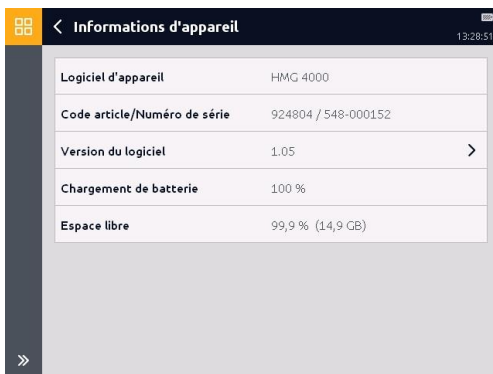 Informations d'appareil
13:28:51
Logiciel d'appareil HMG 4000
Code article/Numéro de série 924804 / 548-000152
Version du logiciel 1.05
Chargement de batterie 100 %
Espace libre 99,9 % (14,9 GB)